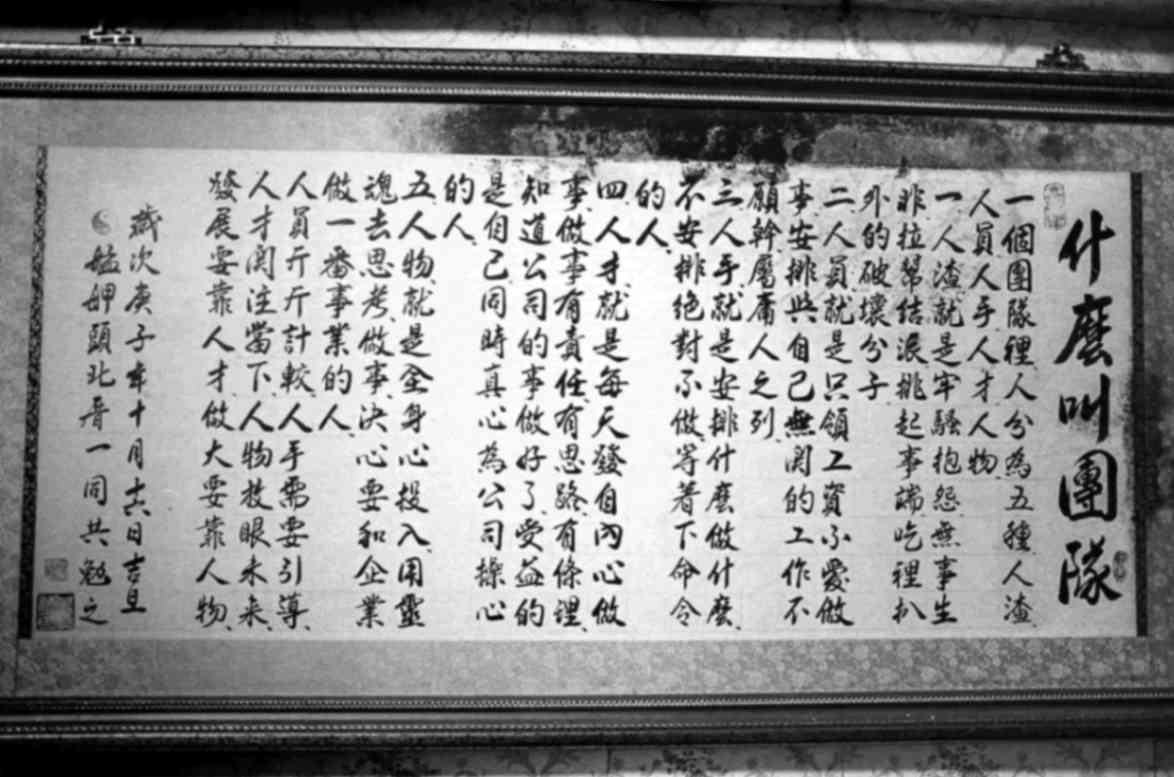 什麼叫團隊
一個團隊裡人分為五種人渣、
人員人手人才人物
一、人渣就是牢騷抱怨無事生
非拉幫結派挑起事端吃裡扒
外的破壞分子
二、人員就是只領工資不愛做
事安排與自己無關的工作不
願幹屬庸人之列
三、人手就是安排什麼做什麼、
不安排絕對不做等著下命令
的人、
四、人才就是每天發自內心做
事做事有責任有思路有條理、
知道公司的事做好了受益的
是自己同時真心為公司操心
的人、
五、人物就是全身心投入用靈
魂去思考做事決心要和企業
做一番事業的人、
人員斤斤計較人手需要引導、
人才関注當下人物放眼未来、
發展要靠人才做大要靠人物、
歲次庚子年十月十六日吉旦
艋舺頭北厝一同共勉之